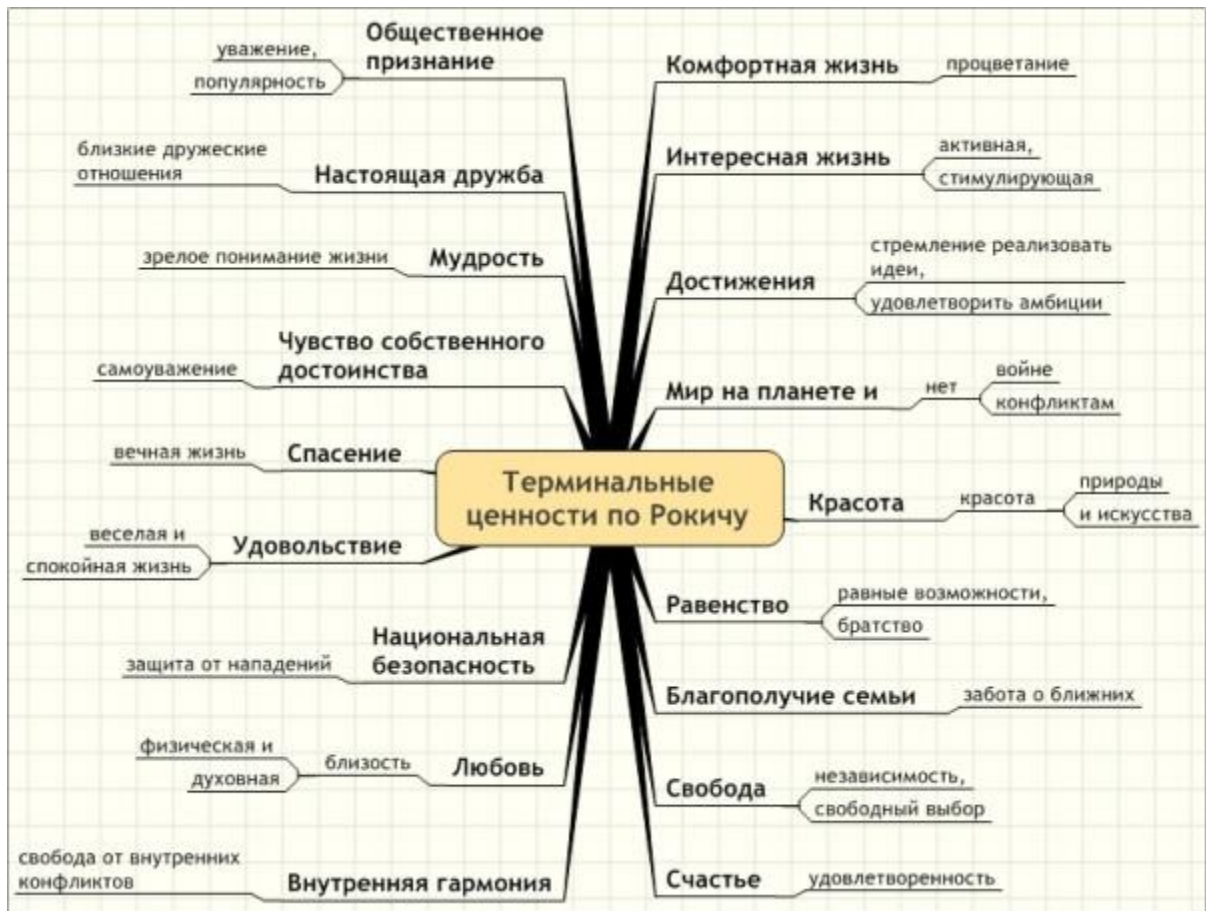 Общественное
признание
уважение,
популярность
Настоящая дружба
близкие дружеские
отношения
Мудрость
зрелое понимание жизни
Чувство собственного
достоинства
самоуважение
Спасение
вечная жизнь
Удовольствие
веселая и
спокойная жизнь
Национальная
безопасность
защита от нападений
Любовь
близость
физическая и
духовная
Внутренняя гармония
свобода от внутренних
конфликтов
Терминальные
ценности по Рокичу
Комфортная жизнь
процветание
Интересная жизнь
активная,
стимулирующая
Достижения
стремление реализовать
идеи,
удовлетворить амбиции
Мир на планете и
нет
войне
конфликтам
Красота
красота
природы
и искусства
Равенство
равные возможности,
братство
Благополучие семьи
забота о ближних
Свобода
независимость,
свободный выбор
Счастье
удовлетворенность